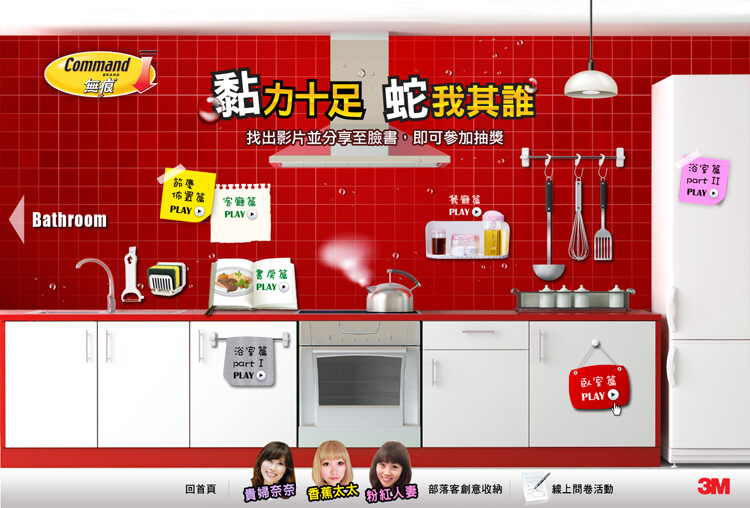 Command
BRAND
無痕
黏力十足 蛇我其誰
找出影片並分享至臉書，即可參加抽獎
節慶
佈置篇
PLAY
客廳篇
PLAY
餐廳篇
PLAY
浴室篇
part II
PLAY
Bathroom
書房篇
PLAY
浴室篇
part I
PLAY
臥室篇
PLAY
回首頁
貴婦奈奈
香蕉太太
粉紅人妻
部落客創意收納
線上問卷活動
3M